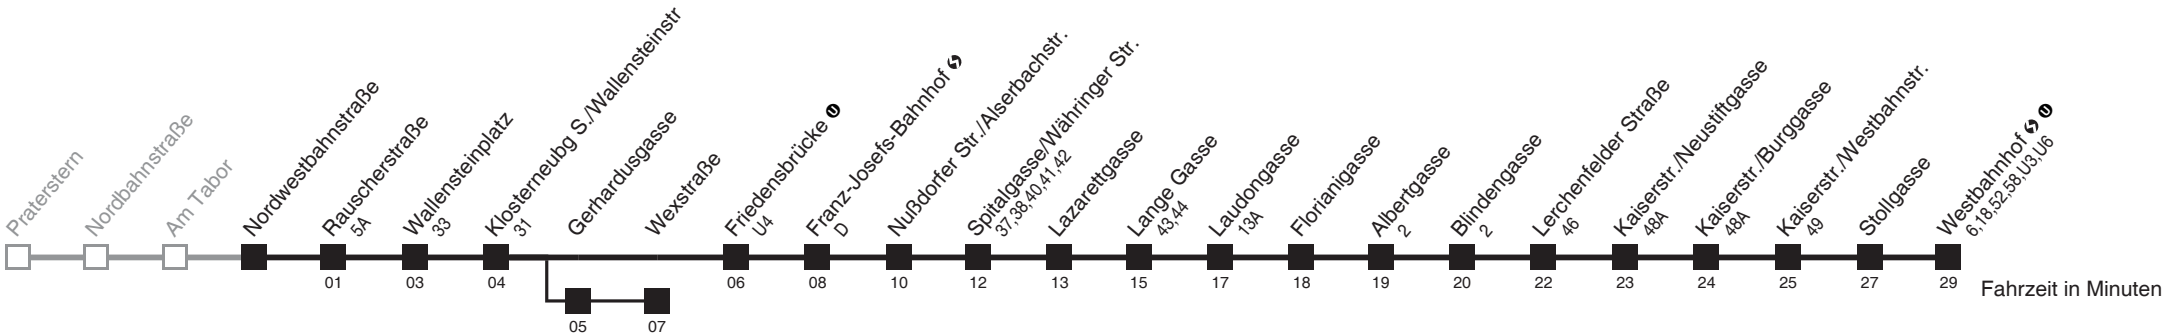 Praterstern
Nordbahnstraße
Am Tabor
Nordwestbahnstraße
Rauscherstraße
5A
Wallensteinplatz
33
Klosterneubg S./Wallensteinstr
31
Gerhardusgasse
Wexstraße
Friedensbrücke U
U4
Franz-Josefs-Bahnhof S
D
Nußdorfer Str./Alserbachstr.
Spitalgasse/Währinger Str.
37,38,40,41,42
Lazarettgasse
Lange Gasse
43,44
Laudongasse
13A
Florianigasse
Albertgasse
2
Blindengasse
2
Lerchenfelder Straße
46
Kaiserstr./Neustiftgasse
48A
Kaiserstr./Burggasse
48A
Kaiserstr./Westbahnstr.
49
Stollgasse
Westbahnhof S U
6,18,52,58,U3,U6
01 03 04 06 08 10 12 13 15 17 18 19 20 22 23 24 25 27 29
Fahrzeit in Minuten
05 07